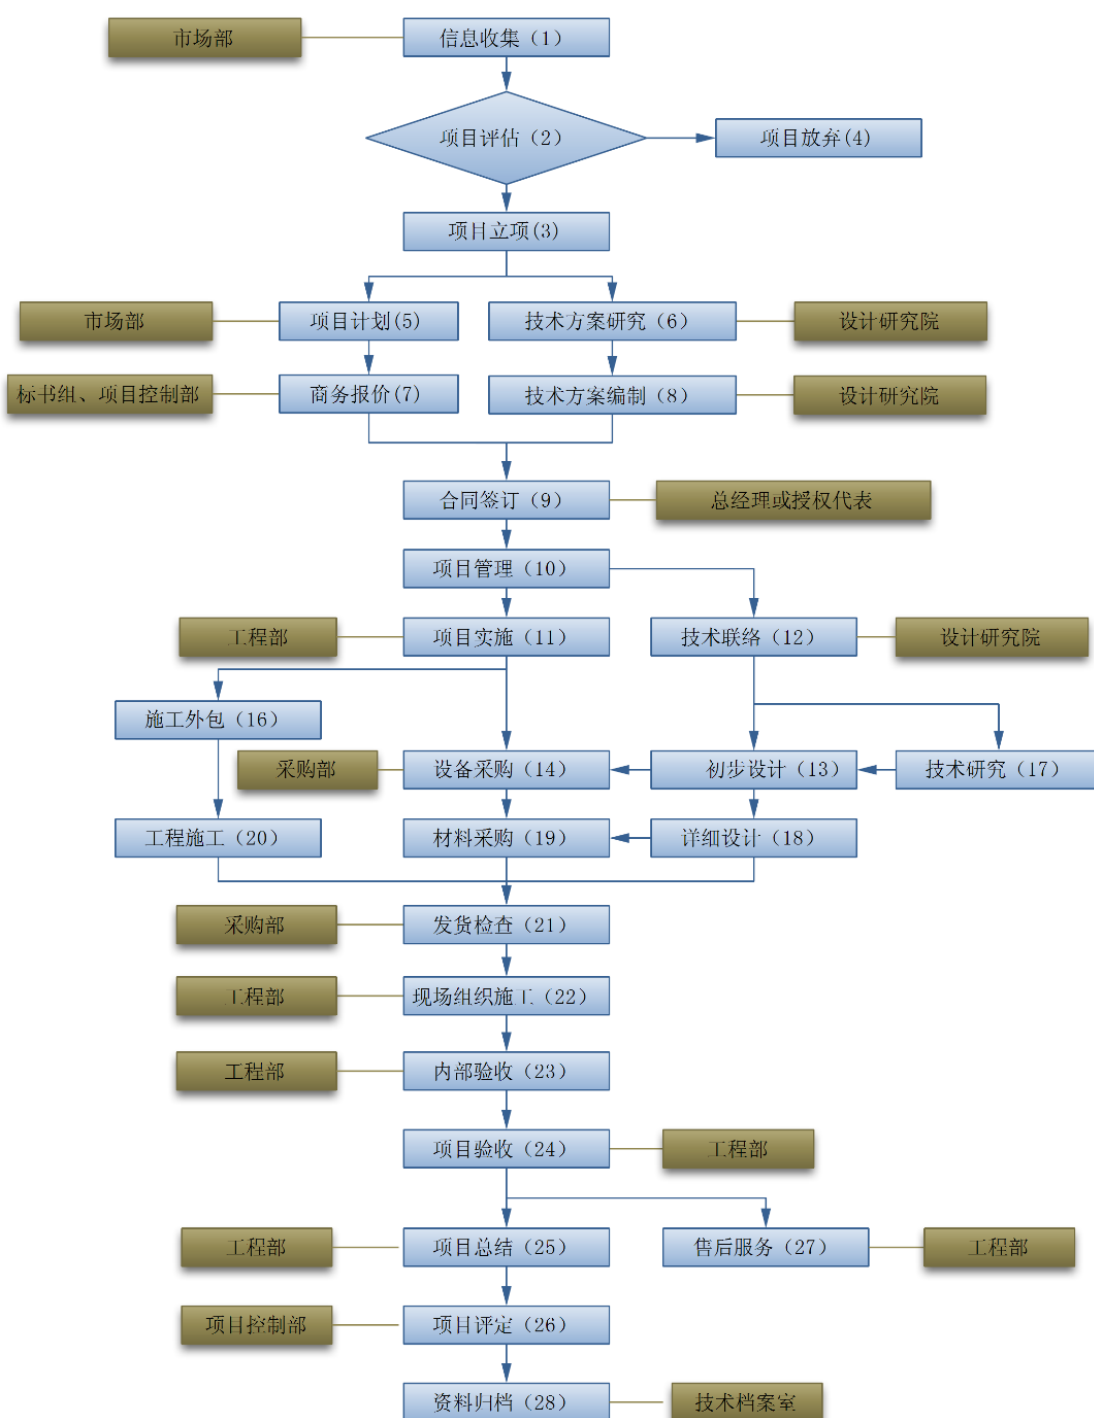 市场部
信息收集（1）
项目评估（2）
项目放弃(4)
项目立项(3)
市场部
项目计划(5)
技术方案研究（6）
设计研究院
标书组、项目控制部
商务报价(7)
技术方案编制（8）
设计研究院
合同签订（9）
总经理或授权代表
项目管理（10）
工程部
项目实施（11）
技术联络（12）
设计研究院
施工外包（16）
采购部
设备采购（14）
初步设计（13）
技术研究（17）
工程施工（20）
材料采购（19）
详细设计（18）
采购部
发货检查（21）
工程部
现场组织施工（22）
工程部
内部验收（23）
项目验收（24）
工程部
工程部
项目总结（25）
售后服务（27）
工程部
项目控制部
项目评定（26）
资料归档（28）
技术档案室